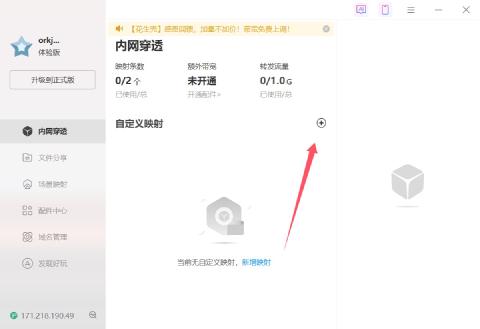 orkj...
体验版
升级到正式版
内网穿透
文件分享
场景映射
配件中心
域名管理
发现好玩
171.218.190.49
AI
【花生壳】感恩回馈，加量不加价！带宽免费上调！
内网穿透
映射条数
额外带宽
转发流量
0/2个
未开通
0/1.0G
已使用/总
开通配件>
已使用/总
自定义映射
当前无自定义映射，新增映射